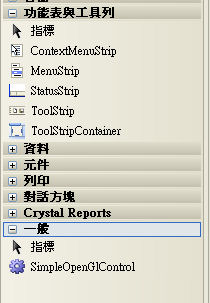 功能表與工具列
指標
ContextMenuStrip
MenuStrip
StatusStrip
ToolStrip
ToolStripContainer
資料
元件
列印
對話方塊
Crystal Reports
一般
指標
SimpleOpenGlControl